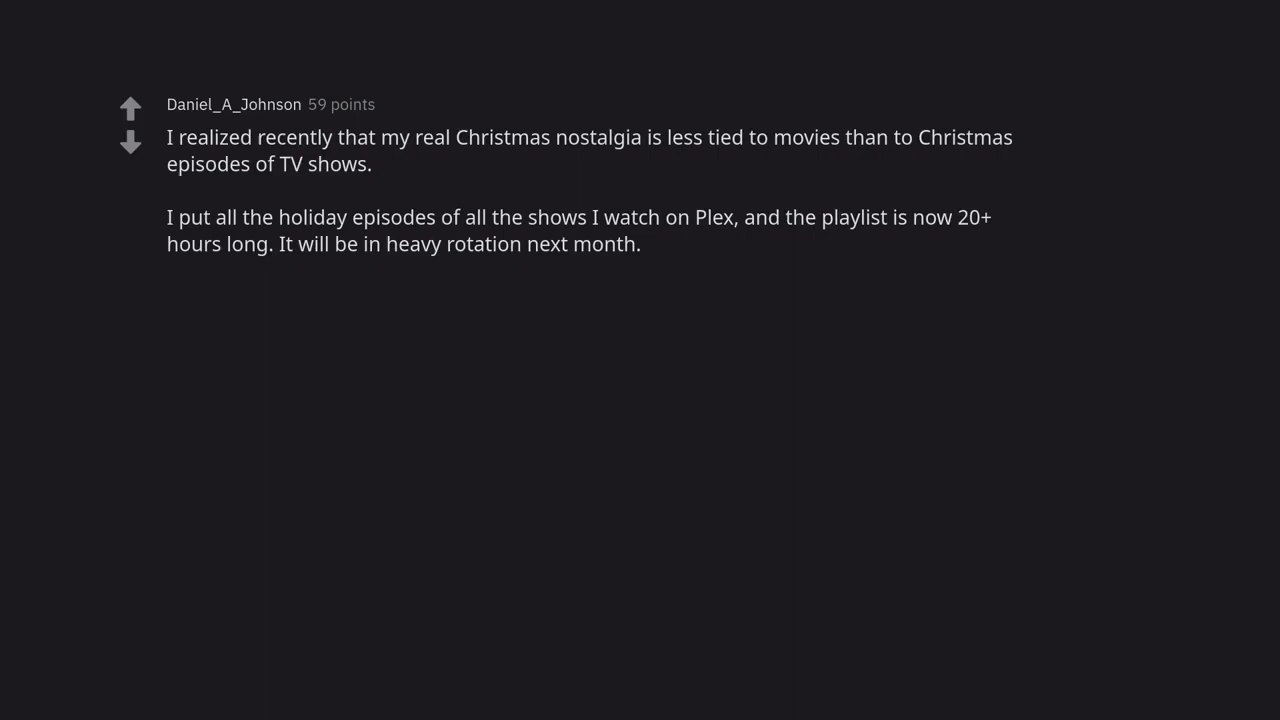 Daniel_A_Johnson 59 points
I realized recently that my real Christmas nostalgia is less tied to movies than to Christmas
episodes of TV shows.
I put all the holiday episodes of all the shows I watch on Plex, and the playlist is now 20+
hours long. It will be in heavy rotation next month.